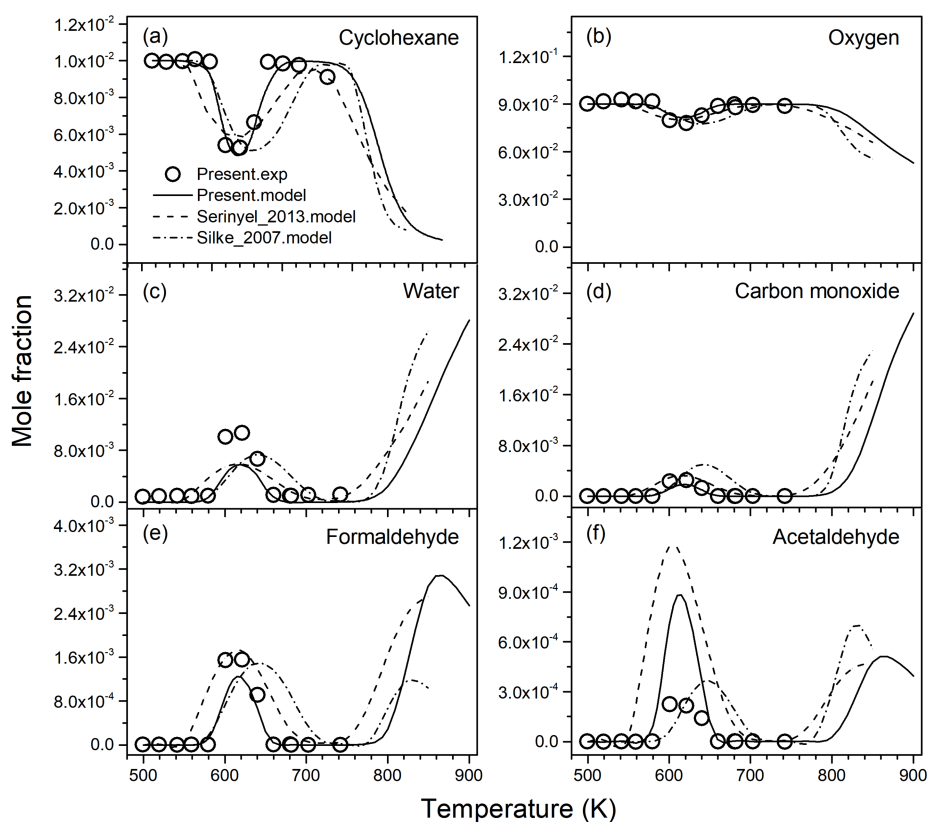 (a) Cyclohexane
1.2x10⁻²
1.0x10⁻²
8.0x10⁻³
6.0x10⁻³
4.0x10⁻³
2.0x10⁻³
0.0
Present.exp
Present.model
Serinyel_2013.model
Silke_2007.model
(b) Oxygen
1.2x10⁻¹
9.0x10⁻²
6.0x10⁻²
3.0x10⁻²
0.0
(c) Water
3.2x10⁻²
2.4x10⁻²
1.6x10⁻²
8.0x10⁻³
0.0
(d) Carbon monoxide
3.2x10⁻²
2.4x10⁻²
1.6x10⁻²
8.0x10⁻³
0.0
(e) Formaldehyde
4.0x10⁻³
3.2x10⁻³
2.4x10⁻³
1.6x10⁻³
8.0x10⁻⁴
0.0
500 600 700 800 900
(f) Acetaldehyde
1.2x10⁻³
9.0x10⁻⁴
6.0x10⁻⁴
3.0x10⁻⁴
0.0
500 600 700 800 900
Mole fraction
Temperature (K)